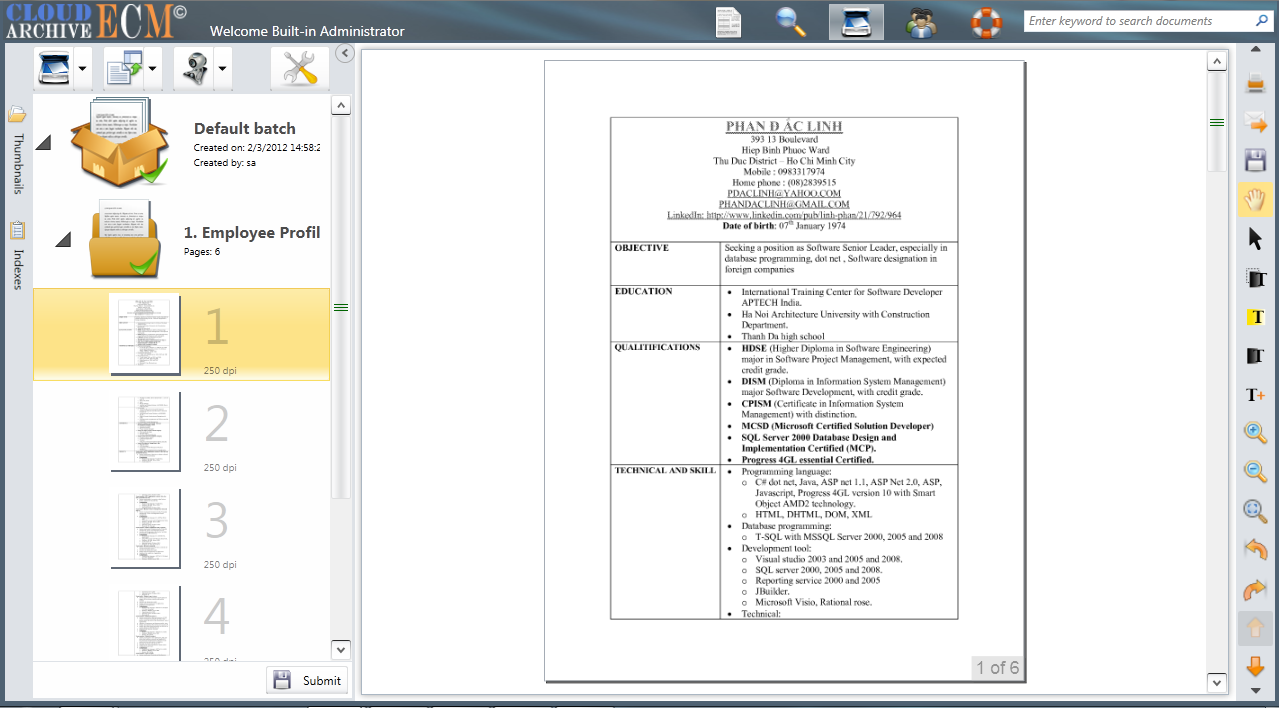 CLOUD
ARCHIVE ECM©
Welcome Built-in Administrator
Enter keyword to search documents
Thumbnails
Indexes
Default batch
Created on: 2/3/2012 14:58:2
Created by: sa
1. Employee Profil
Pages: 6
1
250 dpi
2
250 dpi
3
250 dpi
4
250 dpi
Submit
PHAN Đ ẮC LINH
393 13 Boulevard
Hiep Binh Phuoc Ward
Thu Duc District – Ho Chi Minh City
Mobile : 0983317974
Home phone : (08)2839515
PDACLINH@YAHOO.COM
PHANDACLINH@GMAIL.COM
LinkedIn: http://www.linkedin.com/pub/linh-phan/21/792/964
Date of birth: 07th January 1974
OBJECTIVE
Seeking a position as Software Senior Leader, especially in
database programming, dot net , Software designation in
foreign companies
EDUCATION
• International Training Center for Software Developer
APTECH India.
• Ha Noi Architecture University with Construction
Department.
• Thanh Da high school
QUALITIFICATIONS
• HDSE (Higher Diploma in Software Engineering)
major in Software Project Management, with expected
credit grade.
• DISM (Diploma in Information System Management)
major Software Development, with credit grade.
• CPISM (Certificate in Information System
Management) with distinction.
• MCSD (Microsoft Certified Solution Developer)
• SQL Server 2000 Database Design and
Implementation Certified (MCP).
• Progress 4GL essential Certified.
TECHNICAL AND SKILL
• Programming language:
o C# dot net, Java, ASP net 1.1, ASP Net 2.0, ASP,
Javascript, Progress 4GL version 10 with Smart
Object AMD2 technology,
o HTML, DHTML, DOM, XML
• Database programming:
o T-SQL with MSSQL Server 2000, 2005 and 2008
• Development tool:
o Visual studio 2003 and 2005 and 2008.
o SQL server 2000, 2005 and 2008.
o Reporting service 2000 and 2005
o JBuilder.
o Microsoft Visio, Rational rose.
• Technical:
1 of 6
T
T
T
T+